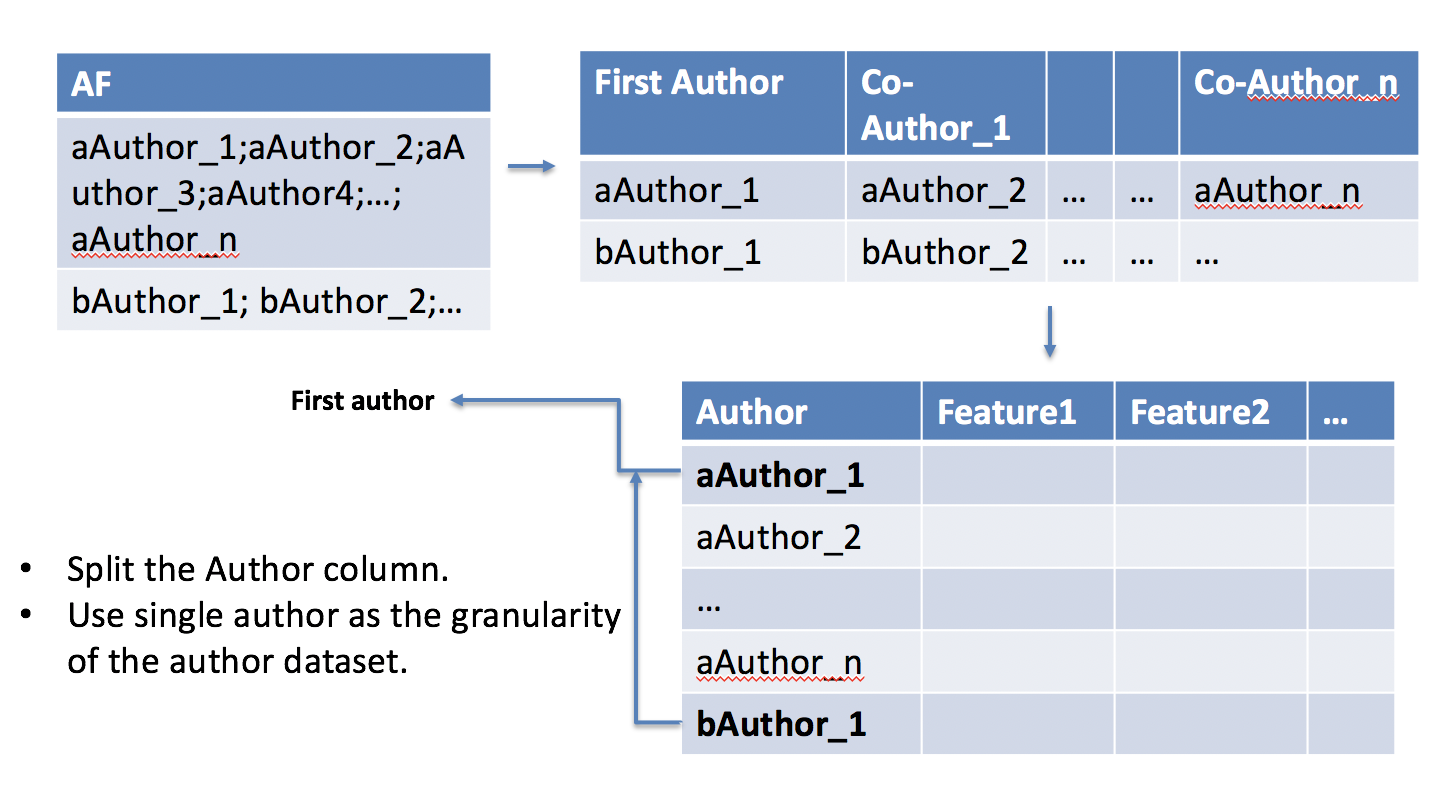 AF
aAuthor_1;aAuthor_2;aA
uthor_3;aAuthor4;...;
aAuthor_n
bAuthor_1; bAuthor_2;...
First Author Co- Co-Author_n
Author_1
aAuthor_1 aAuthor_2 ... ... aAuthor_n
bAuthor_1 bAuthor_2 ... ... ...
First author
Author Feature1 Feature2 ...
aAuthor_1
aAuthor_2
...
aAuthor_n
bAuthor_1
• Split the Author column.
• Use single author as the granularity
of the author dataset.